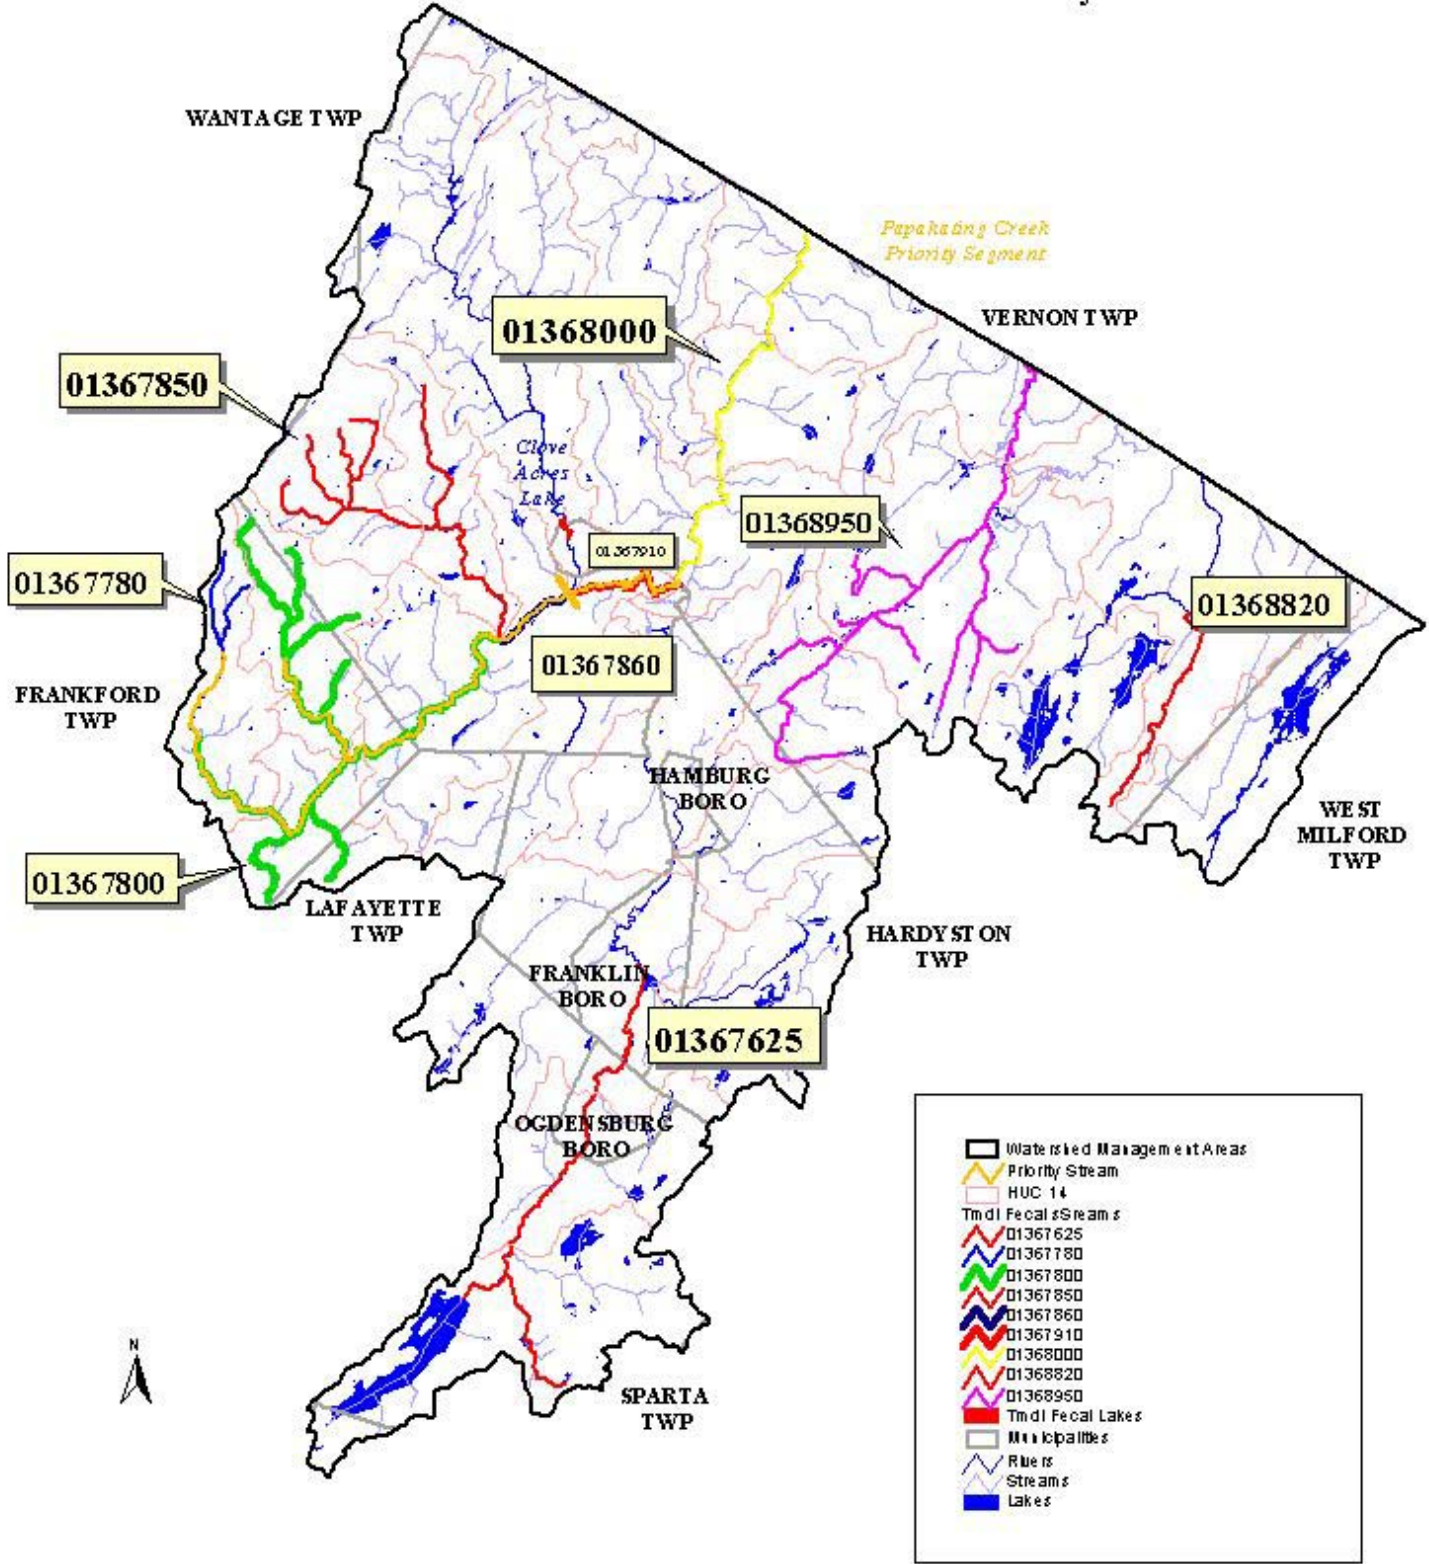 WANTAGE TWP
Papakating Creek
Priority Segment
VERNON TWP
01368000
01367850
Clove
Acres
Lake
01368950
01367910
01367780
01368820
01367860
FRANKFORD
TWP
HAMBURG
BORO
WEST
MILFORD
TWP
01367800
LAFAYETTE
TWP
HARDYSTON
TWP
FRANKLIN
BORO
01367625
OGDENSBURG
BORO
SPARTA
TWP
N
Watershed Management Areas
Priority Stream
HUC 14
Tmdl FecalsSreams
01367625
01367780
01367800
01367850
01367860
01367910
01368000
01368820
01368950
Tmdl Fecal Lakes
Municipalities
Rivers
Streams
Lakes